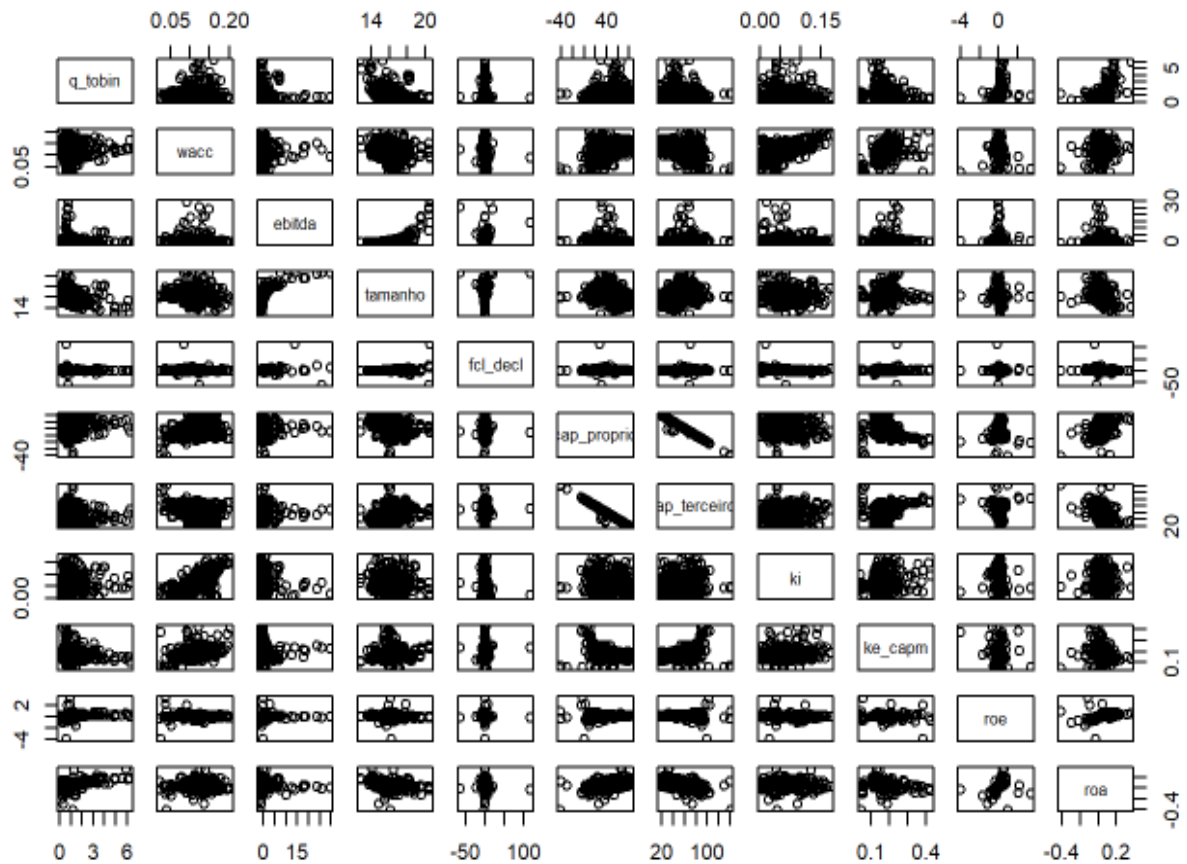 0.05 0.20 14 20 -40 40 0.00 0.15 -4 0
q_tobin 0 5
0.05 wacc
ebitda 0 30
14 tamanho
fcl_decl -50
-40 cap_proprio
ap_terceiro 20
0.00 ki
ke_capm 0.1
-4 2 roe
roa -0.4
0 3 6 0 15 -50 100 20 100 0.1 0.4 -0.4 0.2